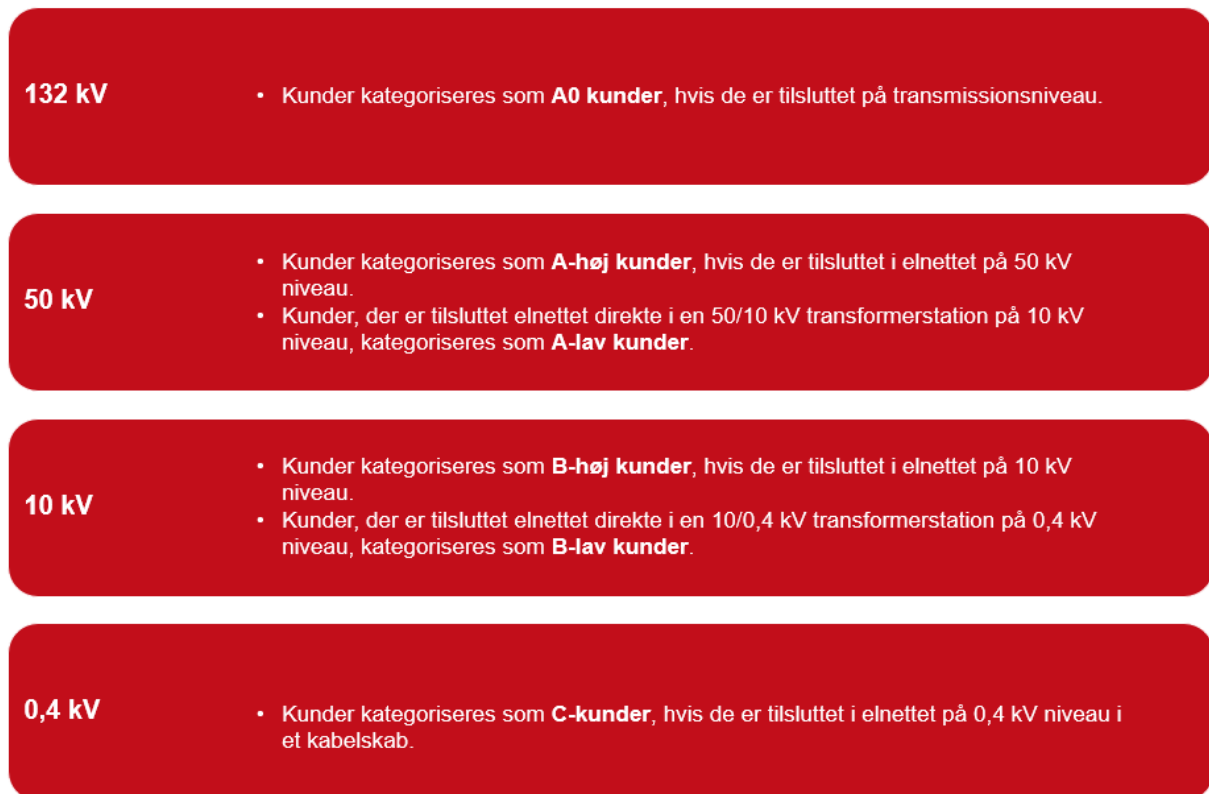 132 kV
• Kunder kategoriseres som A0 kunder, hvis de er tilsluttet på transmissionsniveau.
50 kV
• Kunder kategoriseres som A-høj kunder, hvis de er tilsluttet i elnettet på 50 kV
niveau.
• Kunder, der er tilsluttet elnettet direkte i en 50/10 kV transformerstation på 10 kV
niveau, kategoriseres som A-lav kunder.
10 kV
• Kunder kategoriseres som B-høj kunder, hvis de er tilsluttet i elnettet på 10 kV
niveau.
• Kunder, der er tilsluttet elnettet direkte i en 10/0,4 kV transformerstation på 0,4 kV
niveau, kategoriseres som B-lav kunder.
0,4 kV
• Kunder kategoriseres som C-kunder, hvis de er tilsluttet i elnettet på 0,4 kV niveau i
et kabelskab.